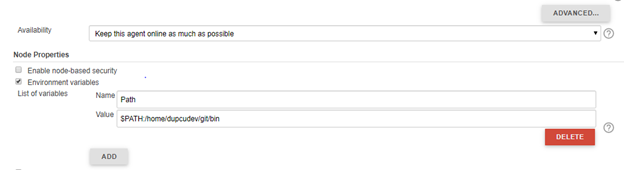 ADVANCED...
Availability
Keep this agent online as much as possible
Node Properties
Enable node-based security
Environment variables
List of variables
Name
Path
Value
$PATH:/home/dupcudev/git/bin
DELETE
ADD